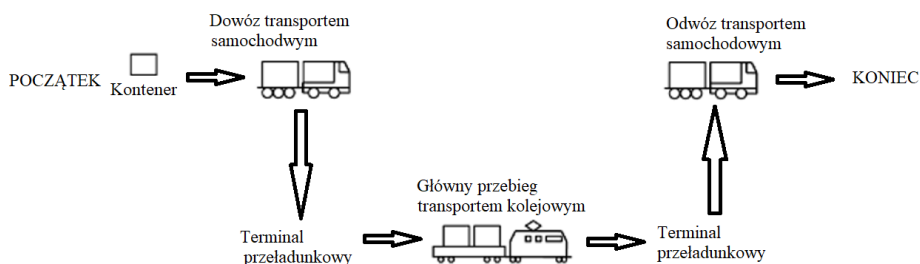 Dowóz transportem
samochodwym
POCZĄTEK
Kontener
Terminal
przeładunkowy
Główny przebieg
transportem kolejowym
Terminal
przeładunkowy
Odwóz transportem
samochodowym
KONIEC